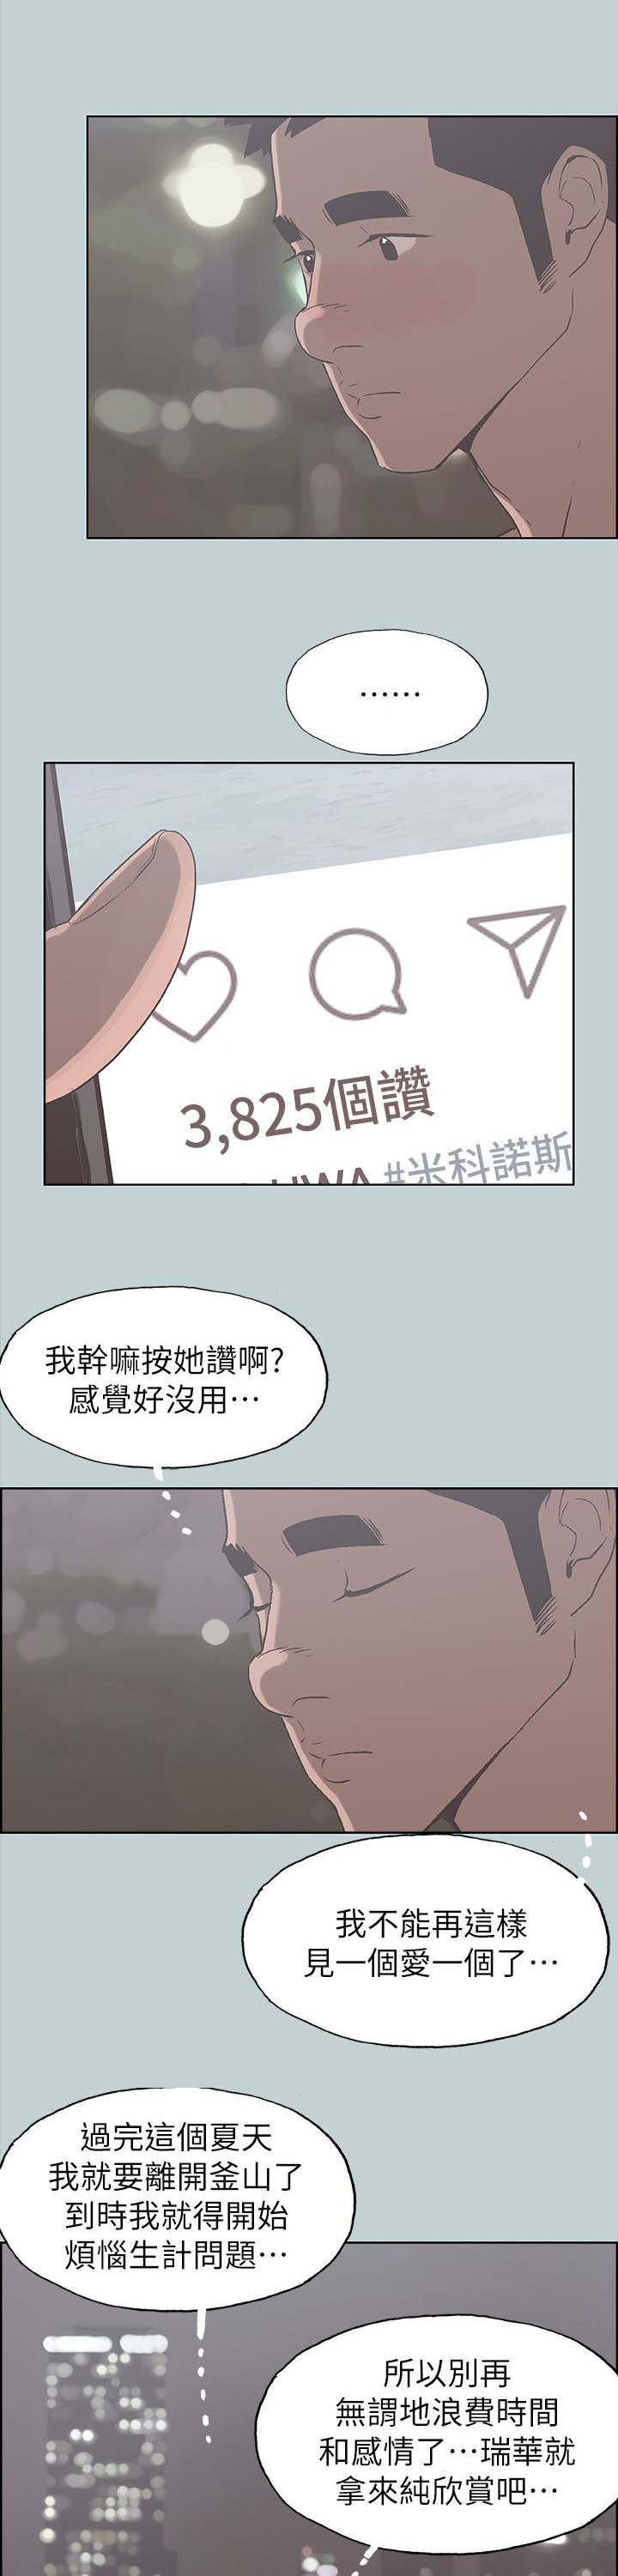 ……
3,825個讚
#米科諾斯
我幹嘛按她讚啊?
感覺好沒用…
我不能再這樣
見一個愛一個了…
過完這個夏天
我就要離開釜山了
到時我就得開始
煩惱生計問題…
所以別再
無謂地浪費時間
和感情了…瑞華就
拿來純欣賞吧…